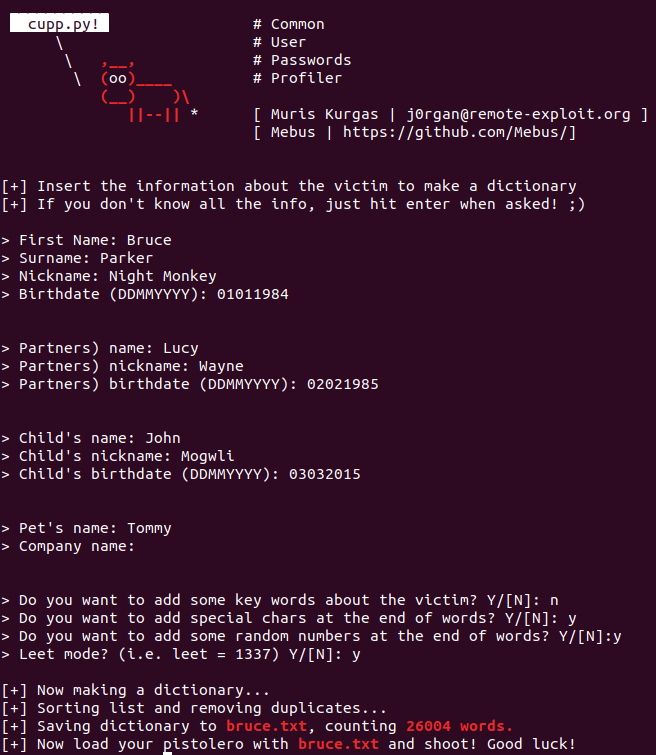 cupp.py! # Common
\ # User
\ ,__, # Passwords
\ (oo)____ # Profiler
(__) )\
||--|| * [ Muris Kurgas | j0rgan@remote-exploit.org ]
[ Mebus | https://github.com/Mebus/]
[+] Insert the information about the victim to make a dictionary
[+] If you don't know all the info, just hit enter when asked! ;)
> First Name: Bruce
> Surname: Parker
> Nickname: Night Monkey
> Birthdate (DDMMYYYY): 01011984
> Partners) name: Lucy
> Partners) nickname: Wayne
> Partners) birthdate (DDMMYYYY): 02021985
> Child's name: John
> Child's nickname: Mogwli
> Child's birthdate (DDMMYYYY): 03032015
> Pet's name: Tommy
> Company name:
> Do you want to add some key words about the victim? Y/[N]: n
> Do you want to add special chars at the end of words? Y/[N]: y
> Do you want to add some random numbers at the end of words? Y/[N]:y
> Leet mode? (i.e. leet = 1337) Y/[N]: y
[+] Now making a dictionary...
[+] Sorting list and removing duplicates...
[+] Saving dictionary to bruce.txt, counting 26004 words.
[+] Now load your pistolero with bruce.txt and shoot! Good luck!